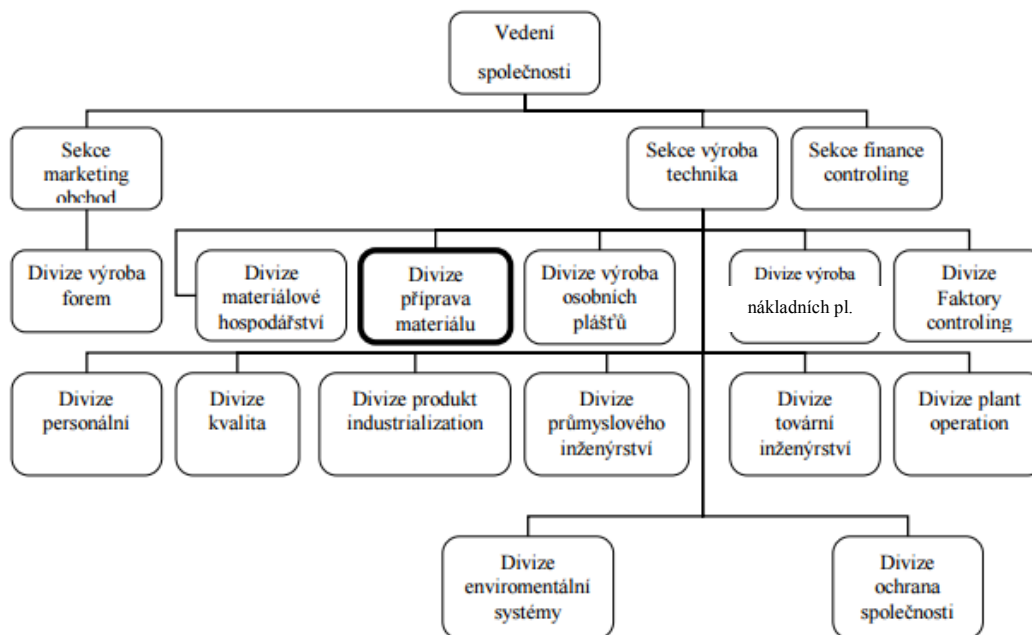 Vedení
společnosti
Sekce
marketing
obchod
Sekce výroba
technika
Sekce finance
controling
Divize výroba
forem
Divize
materiálové
hospodářství
Divize
příprava
materiálu
Divize výroba
osobních
plášťů
Divize výroba
nákladních pl.
Divize
Faktory
controling
Divize
personální
Divize
kvalita
Divize produkt
industrialization
Divize
průmyslového
inženýrství
Divize
tovární
inženýrství
Divize plant
operation
Divize
enviromentální
systémy
Divize
ochrana
společnosti